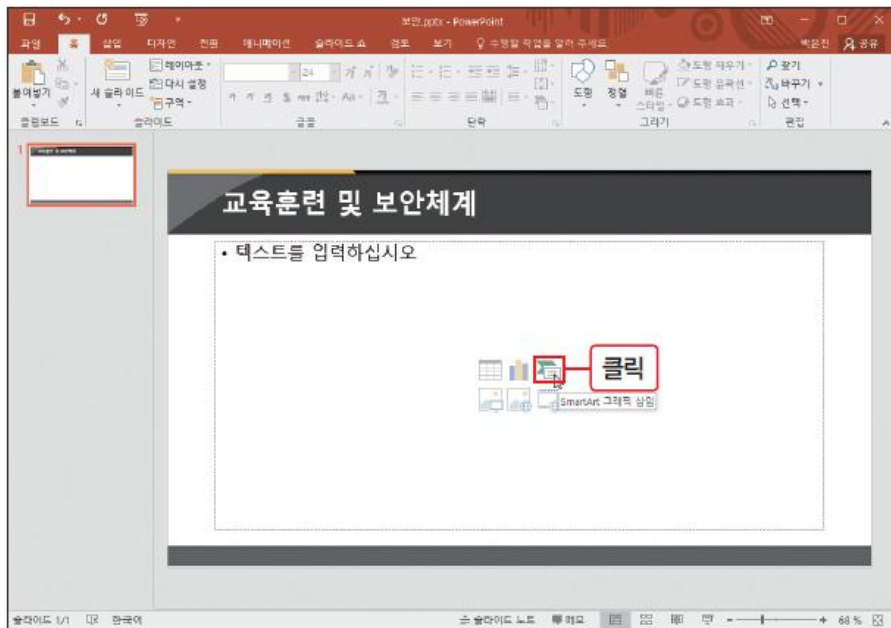 보안.pptx - PowerPoint
파일 홈 삽입 디자인 전환 애니메이션 슬라이드 쇼 검토 보기 수행할 작업을 알려 주세요. 박은진 공유
붙여넣기 새 슬라이드 레이아웃 다시 설정 구역 24 도형 정렬 빠른 스타일 도형 채우기 도형 윤곽선 도형 효과 찾기 바꾸기 선택
클립보드 슬라이드 글꼴 단락 그리기 편집
1
교육훈련 및 보안체계
• 텍스트를 입력하십시오
클릭
SmartArt 그래픽 삽입
슬라이드 1/1 한국어 슬라이드 노트 메모 68 %